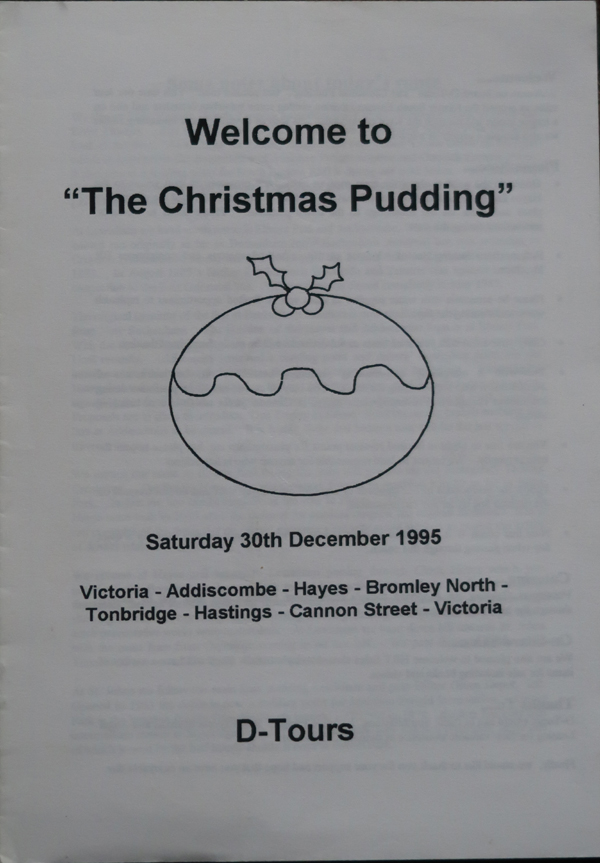 Welcome to
“The Christmas Pudding”
Saturday 30th December 1995
Victoria - Addiscombe - Hayes - Bromley North -
Tonbridge - Hastings - Cannon Street - Victoria
D-Tours